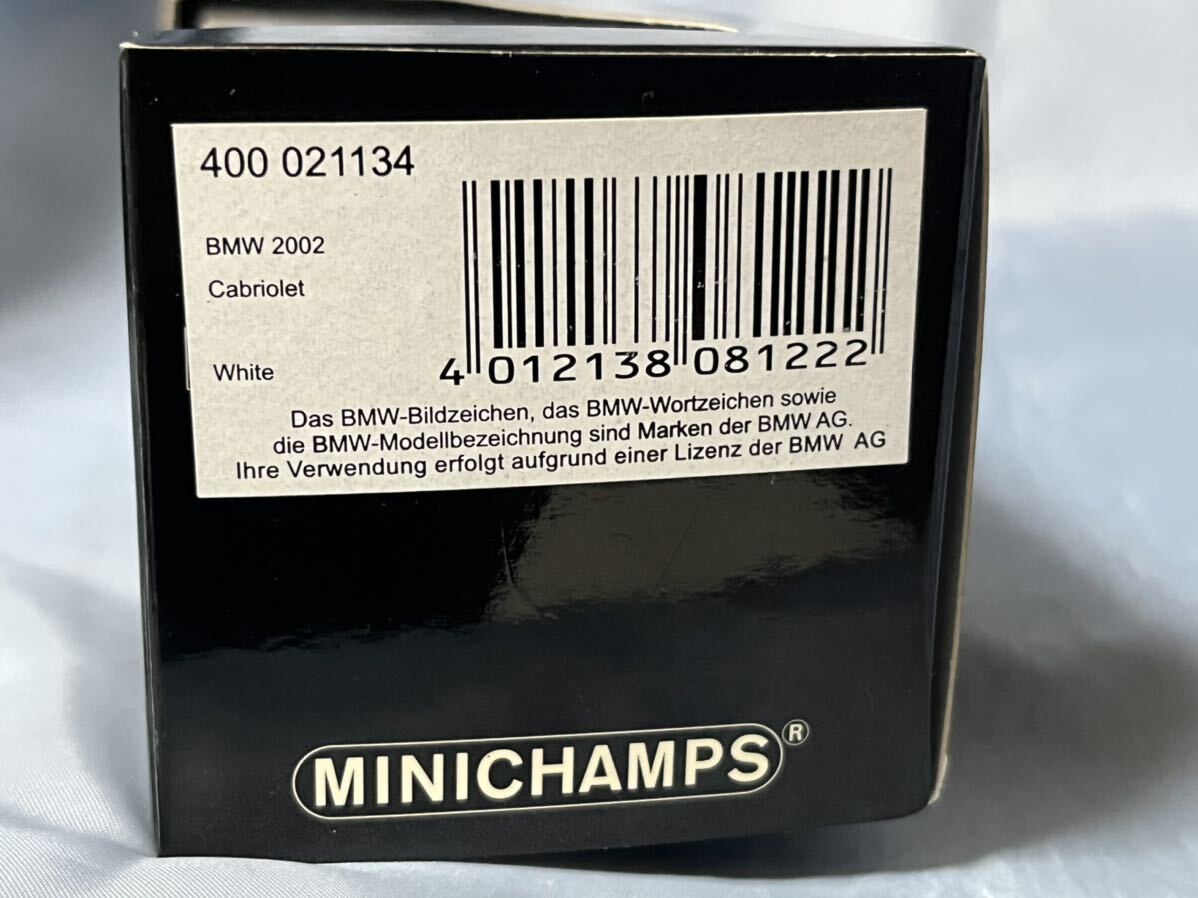 400 021134
BMW 2002
Cabriolet
White
4 012138 081222
Das BMW-Bildzeichen, das BMW-Wortzeichen sowie
die BMW-Modellbezeichnung sind Marken der BMW AG.
Ihre Verwendung erfolgt aufgrund einer Lizenz der BMW AG
MINICHAMPS®